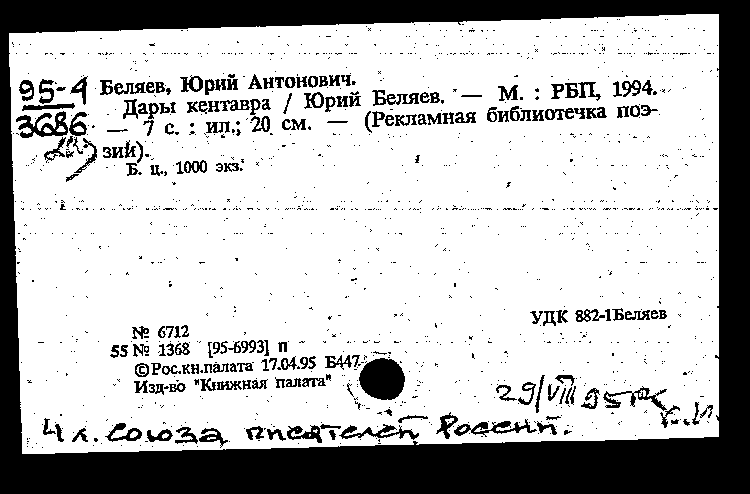 95-4 Беляев, Юрий Антонович.
3686 Дары кентавра / Юрий Беляев. — М. : РБП, 1994.
— 7 с. : ил.; 20 см. — (Рекламная библиотечка поэ-
зии).
Б. ц., 1000 экз.
УДК 882-1Беляев
№ 6712
55 № 1368 [95-6993] п
©Рос.кн.палата 17.04.95 Б447
Изд-во "Книжная палата"
29/VIII 95
Чл. Союза писателей России.